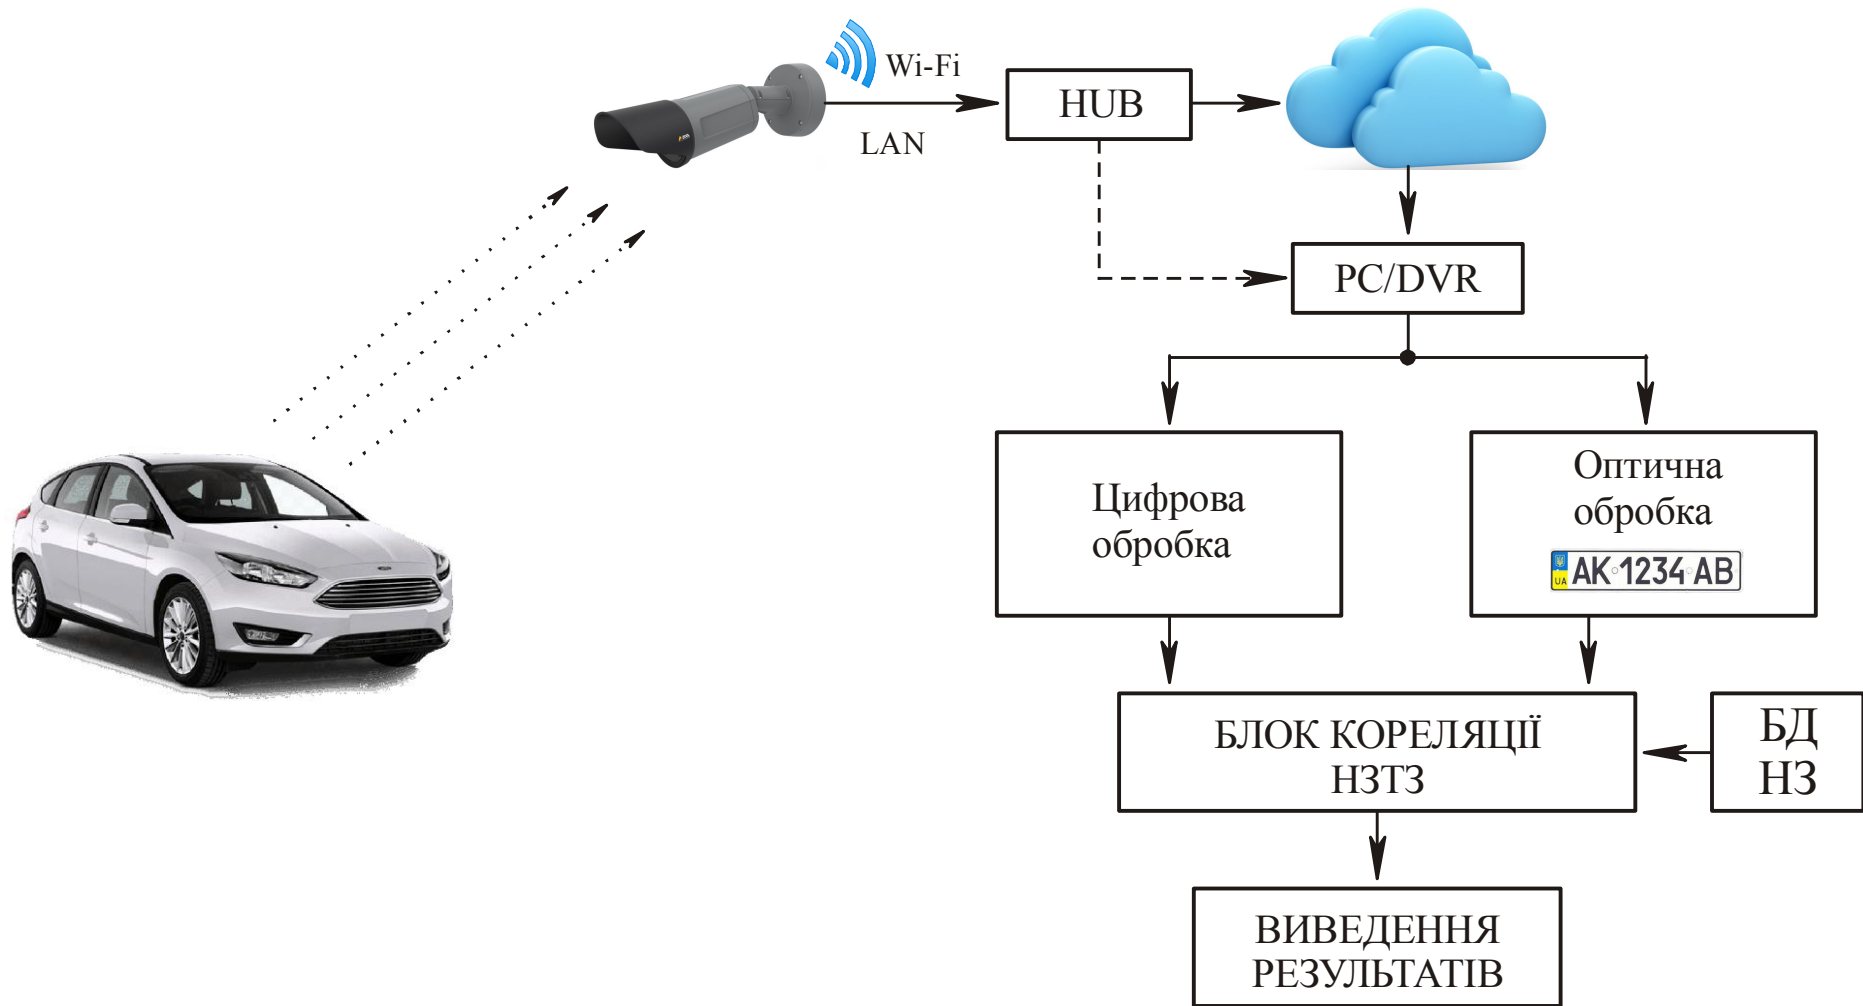 Wi-Fi
LAN
HUB
PC/DVR
Цифрова
обробка
Оптична
обробка
UA AK 1234 AB
БЛОК КОРЕЛЯЦІЇ
НЗТЗ
БД
НЗ
ВИВЕДЕННЯ
РЕЗУЛЬТАТІВ